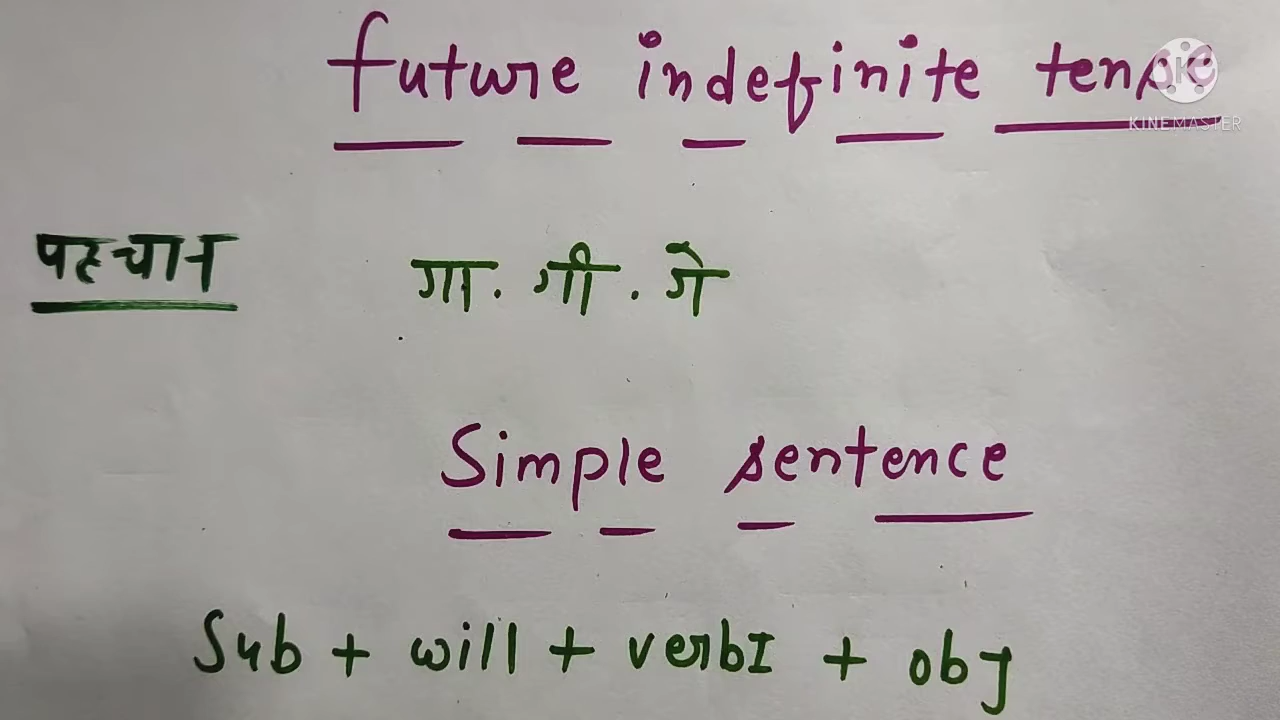 future indefinite tense
KINEMASTER
पहचान गा. गी. गे
Simple sentence
Sub + will + verbI + obj